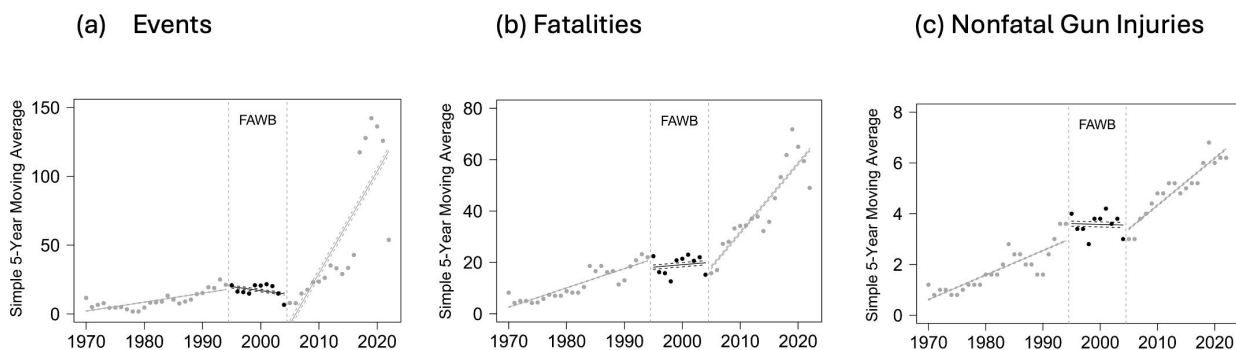 (a) Events
Simple 5-Year Moving Average
150
100
50
0
FAWB
1970 1980 1990 2000 2010 2020
(b) Fatalities
Simple 5-Year Moving Average
80
60
40
20
0
FAWB
1970 1980 1990 2000 2010 2020
(c) Nonfatal Gun Injuries
Simple 5-Year Moving Average
8
6
4
2
0
FAWB
1970 1980 1990 2000 2010 2020